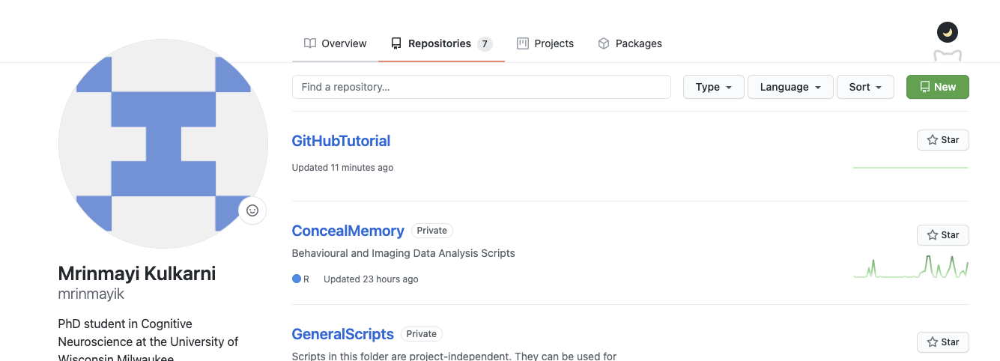 Overview Repositories 7 Projects Packages
Find a repository... Type Language Sort New
GitHubTutorial Star
Updated 11 minutes ago
ConcealMemory Private Star
Behavioural and Imaging Data Analysis Scripts
R Updated 23 hours ago
GeneralScripts Private Star
Scripts in this folder are project-independent. They can be used for
Mrinmayi Kulkarni
mrinmayik
PhD student in Cognitive
Neuroscience at the University of
Wisconsin Milwaukee